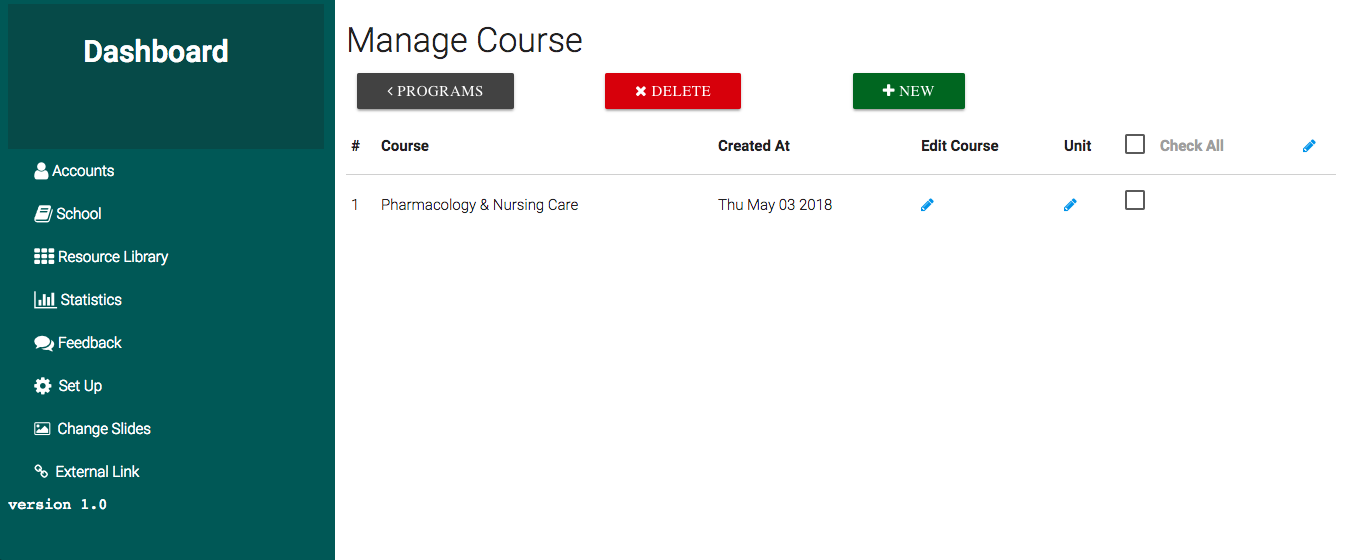 Dashboard
Accounts
School
Resource Library
Statistics
Feedback
Set Up
Change Slides
External Link
version 1.0
Manage Course
PROGRAMS DELETE NEW
# Course Created At Edit Course Unit Check All
1 Pharmacology & Nursing Care Thu May 03 2018